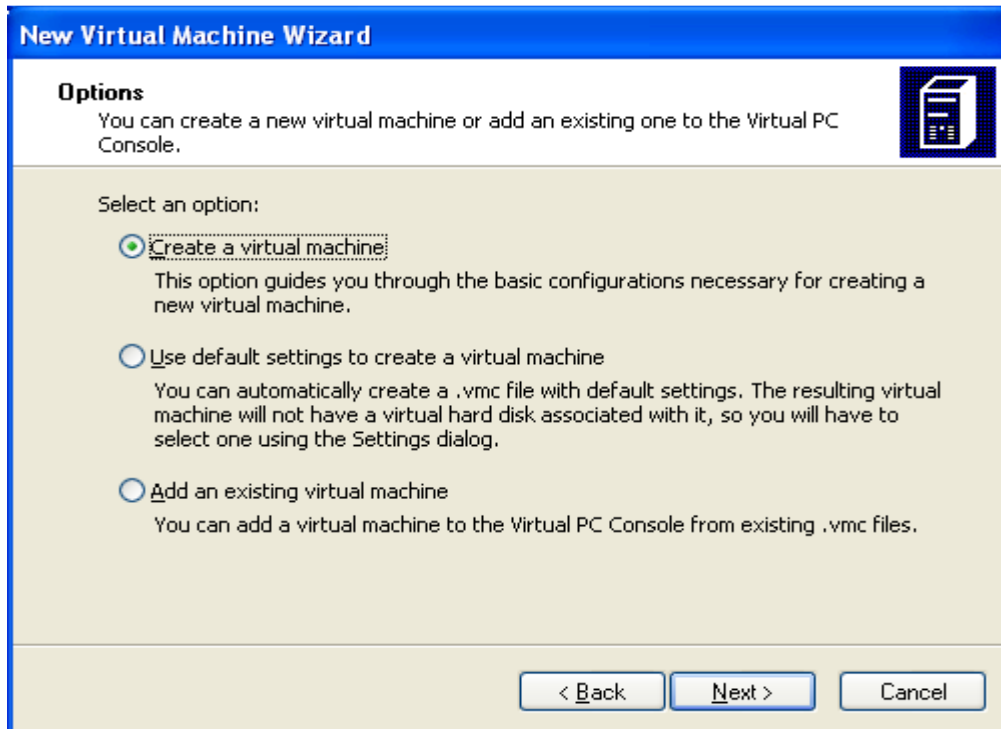 New Virtual Machine Wizard
Options
You can create a new virtual machine or add an existing one to the Virtual PC
Console.
Select an option:
Create a virtual machine
This option guides you through the basic configurations necessary for creating a
new virtual machine.
Use default settings to create a virtual machine
You can automatically create a .vmc file with default settings. The resulting virtual
machine will not have a virtual hard disk associated with it, so you will have to
select one using the Settings dialog.
Add an existing virtual machine
You can add a virtual machine to the Virtual PC Console from existing .vmc files.
< Back Next > Cancel